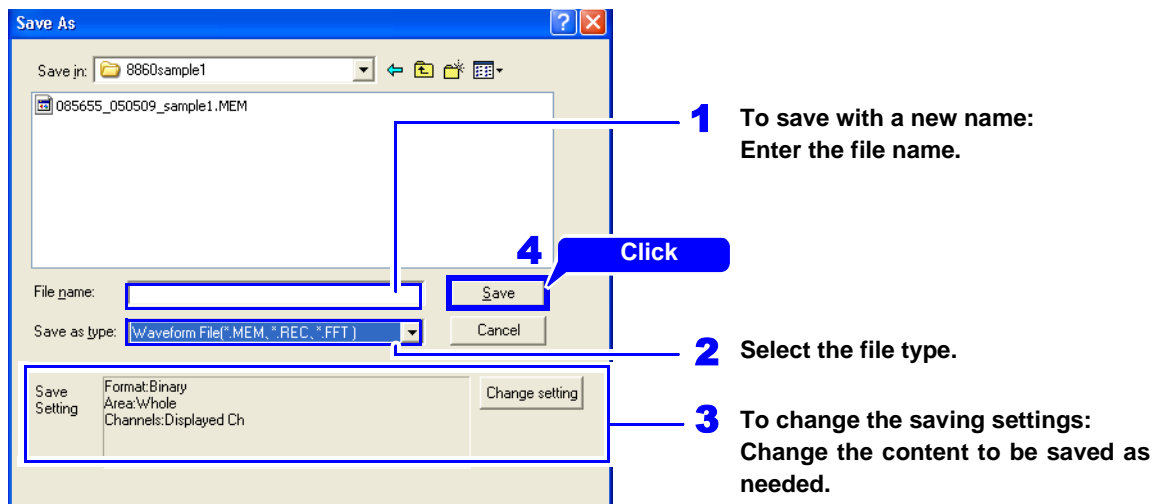 Save As
Save in: 8860sample1
085655_050509_sample1.MEM
1 To save with a new name:
Enter the file name.
4 Click
File name: Save
Save as type: Waveform File(*.MEM、*.REC、*.FFT ) Cancel
2 Select the file type.
Save Setting
Format:Binary
Area:Whole
Channels:Displayed Ch
Change setting
3 To change the saving settings:
Change the content to be saved as
needed.